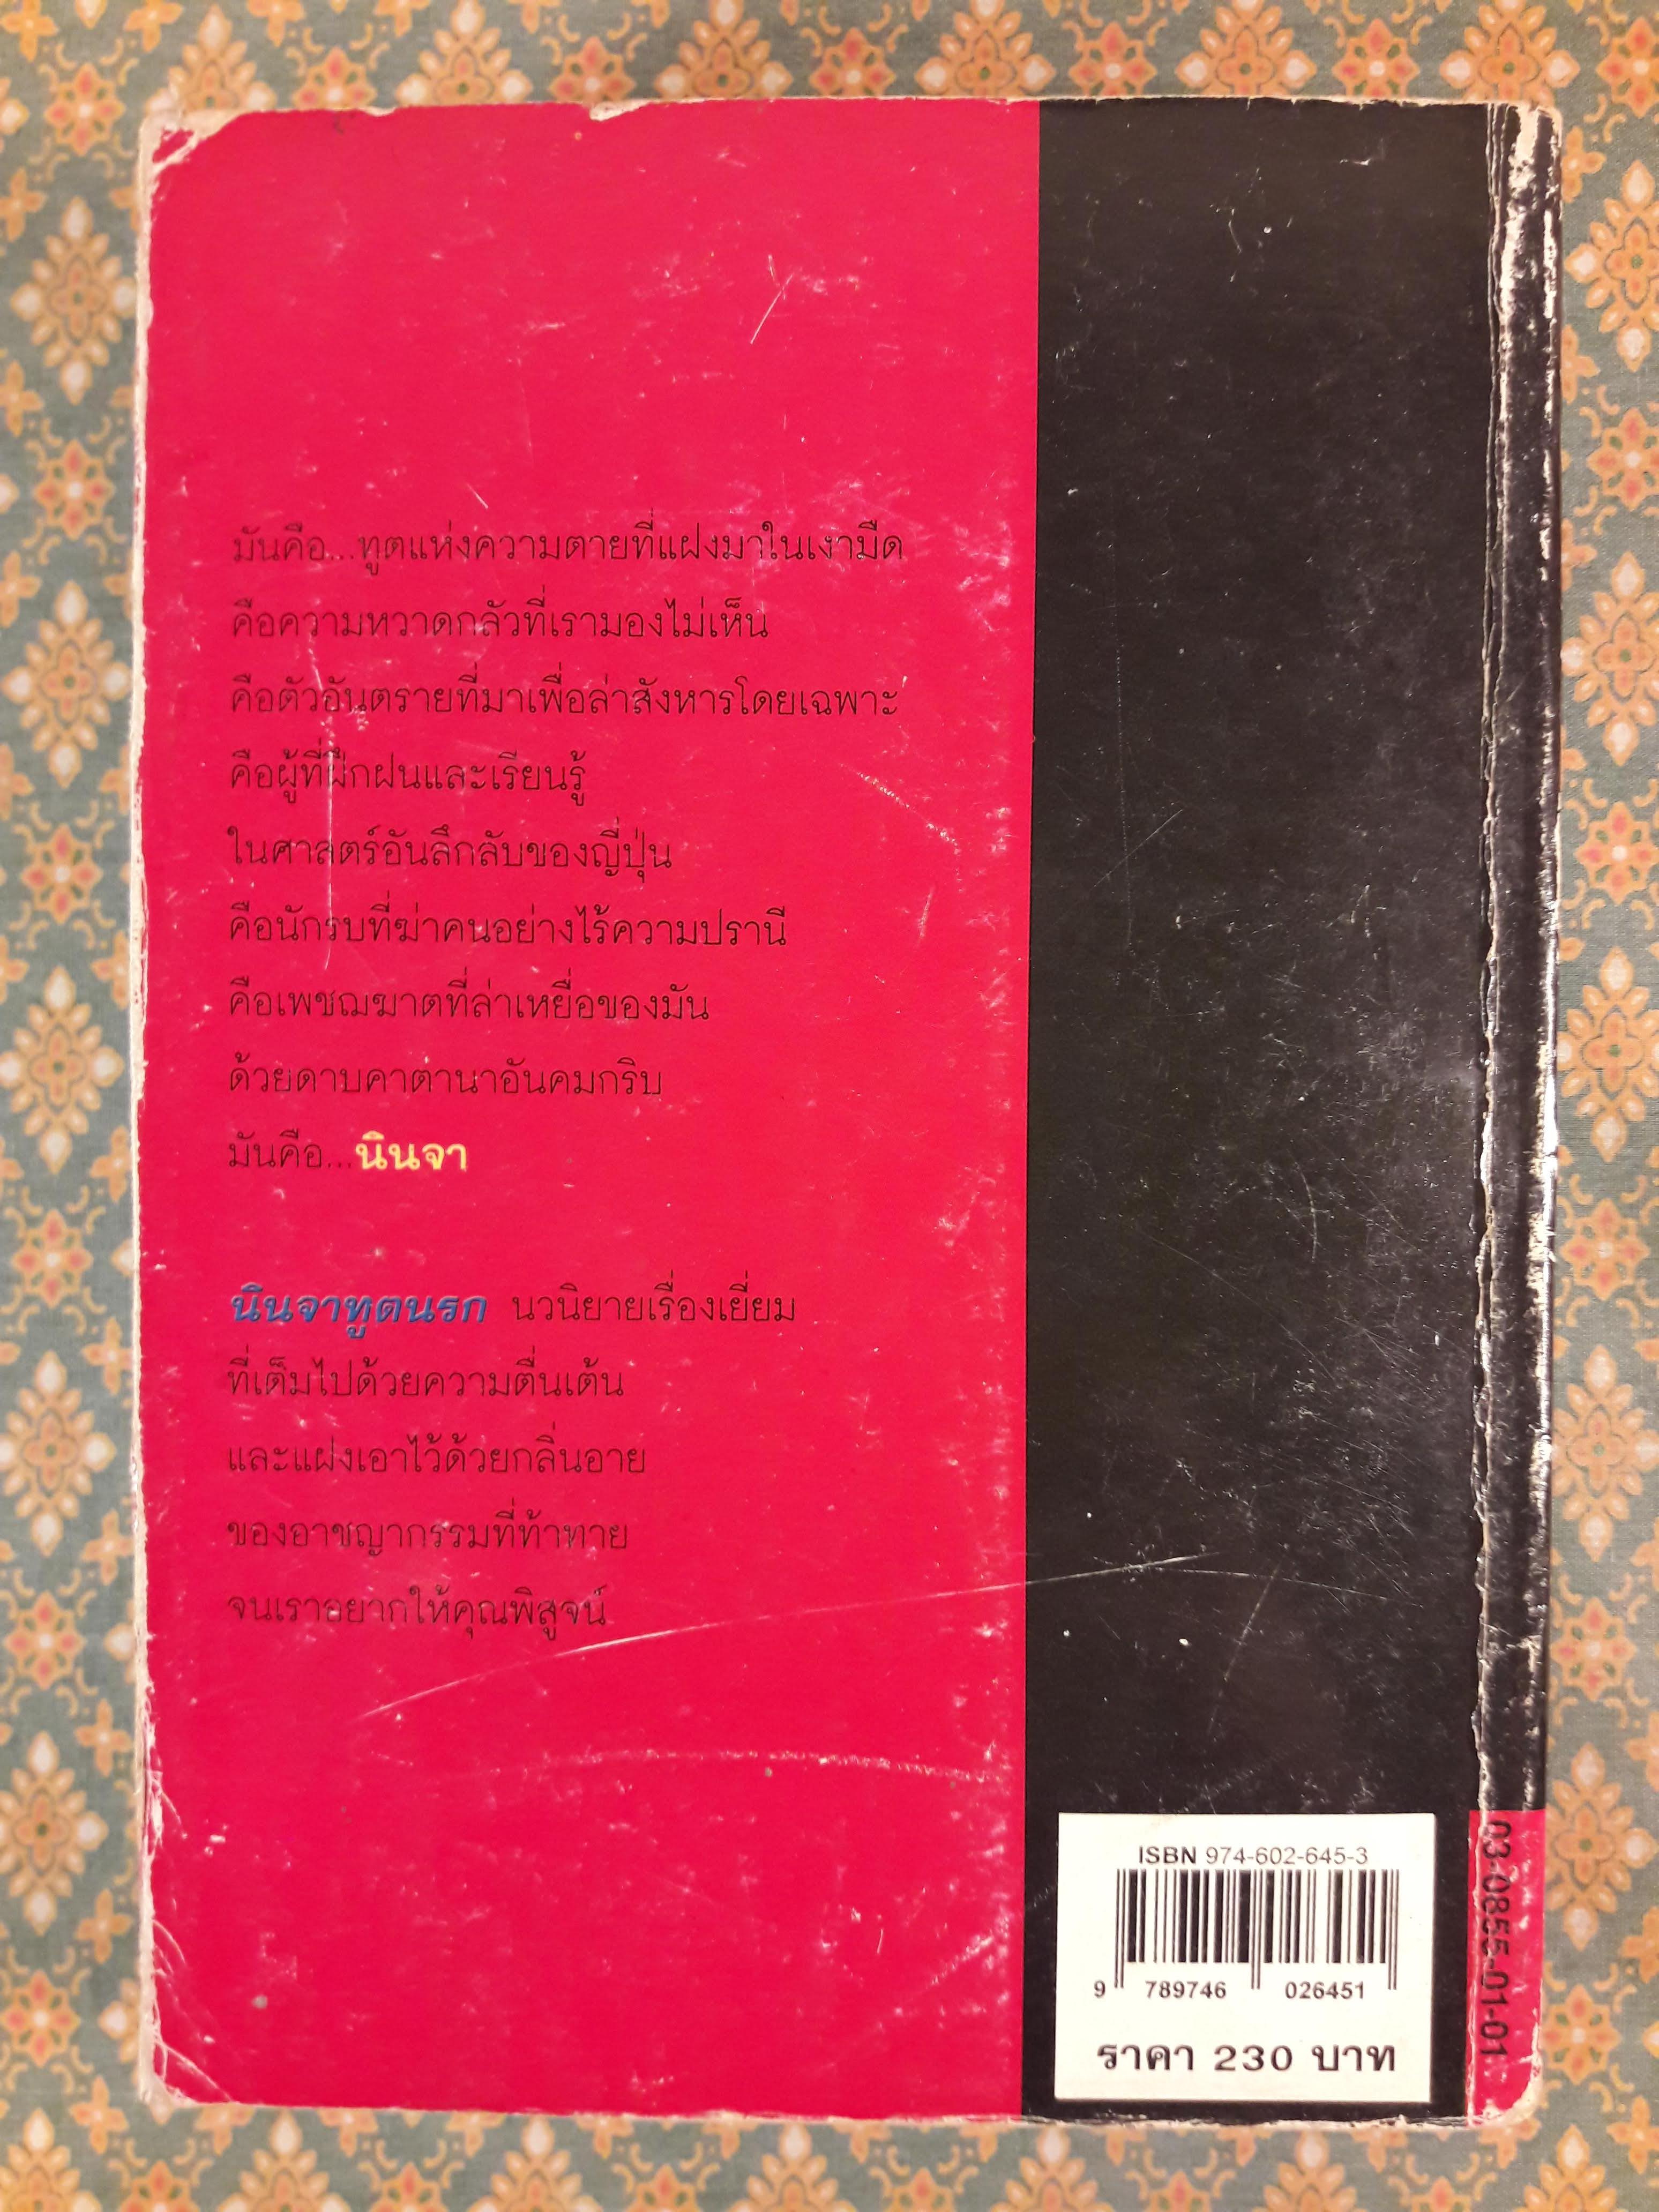 มันคือ...ทูตแห่งความตายที่แฝงมาในเงามืด
คือความหวาดกลัวที่เรามองไม่เห็น
คือตัวอันตรายที่มาเพื่อล่าสังหารโดยเฉพาะ
คือผู้ที่ฝึกฝนและเรียนรู้
ในศาสตร์อันลึกลับของญี่ปุ่น
คือนักรบที่ฆ่าคนอย่างไร้ความปรานี
คือเพชฌฆาตที่ล่าเหยื่อของมัน
ด้วยดาบคาตานาอันคมกริบ
มันคือ...นินจา
นินจาทูตนรก นวนิยายเรื่องเยี่ยม
ที่เต็มไปด้วยความตื่นเต้น
และแฝงเอาไว้ด้วยกลิ่นอาย
ของอาชญากรรมที่ท้าทาย
จนเราอยากให้คุณพิสูจน์
ISBN 974-602-645-3
9 789746 026451
ราคา 230 บาท
03-0855-01-01